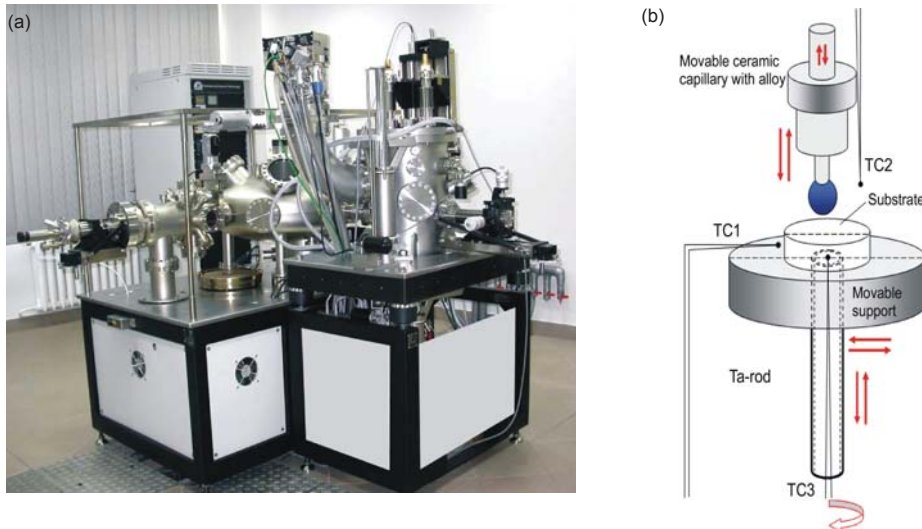 (a)
(b)
Movable ceramic
capillary with alloy
TC2
Substrate
TC1
Movable
support
Ta-rod
TC3